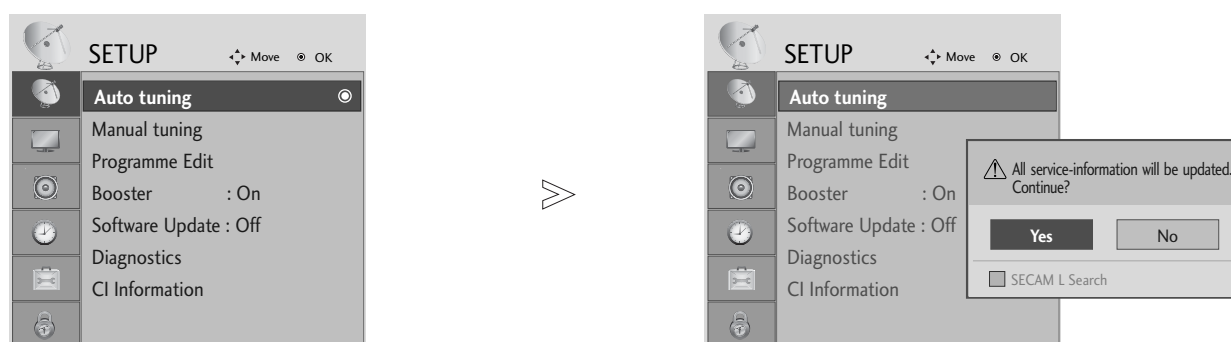 SETUP Move OK
Auto tuning
Manual tuning
Programme Edit
Booster : On
Software Update : Off
Diagnostics
CI Information
SETUP Move OK
Auto tuning
Manual tuning
Programme Edit
Booster : On
Software Update : Off
Diagnostics
CI Information
All service-information will be updated.
Continue?
Yes No
SECAM L Search